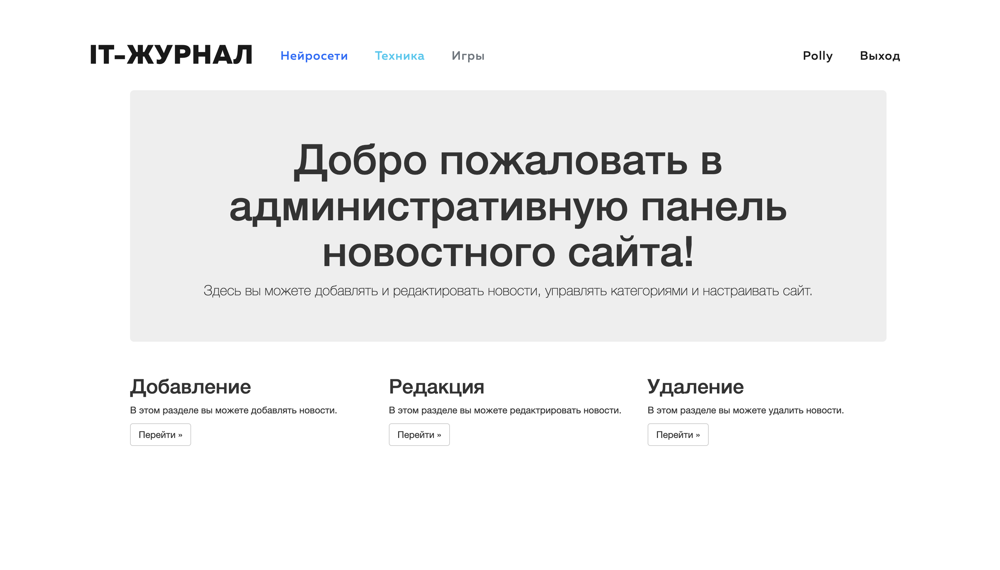 IT-ЖУРНАЛ Нейросети Техника Игры Polly Выход
Добро пожаловать в
административную панель
новостного сайта!
Здесь вы можете добавлять и редактировать новости, управлять категориями и настраивать сайт.
Добавление
В этом разделе вы можете добавлять новости.
Перейти »
Редакция
В этом разделе вы можете редактрировать новости.
Перейти »
Удаление
В этом разделе вы можете удалить новости.
Перейти »